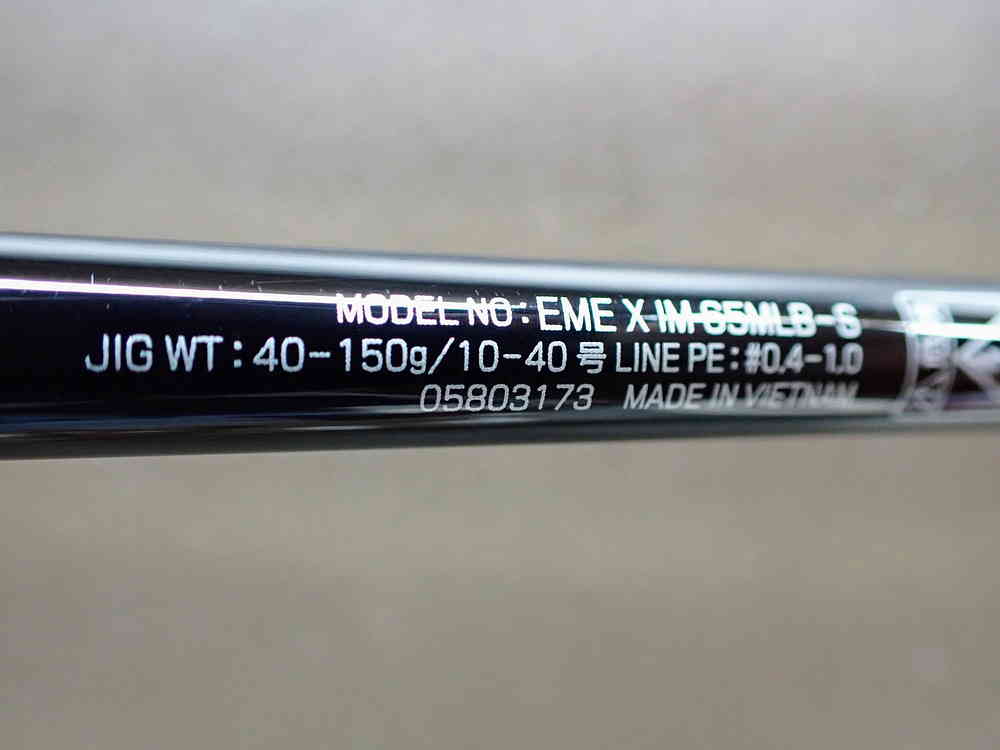 MODEL NO : EME X IM 65MLB-S
JIG WT : 40-150g/10-40 号 LINE PE : #0.4-1.0
05803173 MADE IN VIETNAM